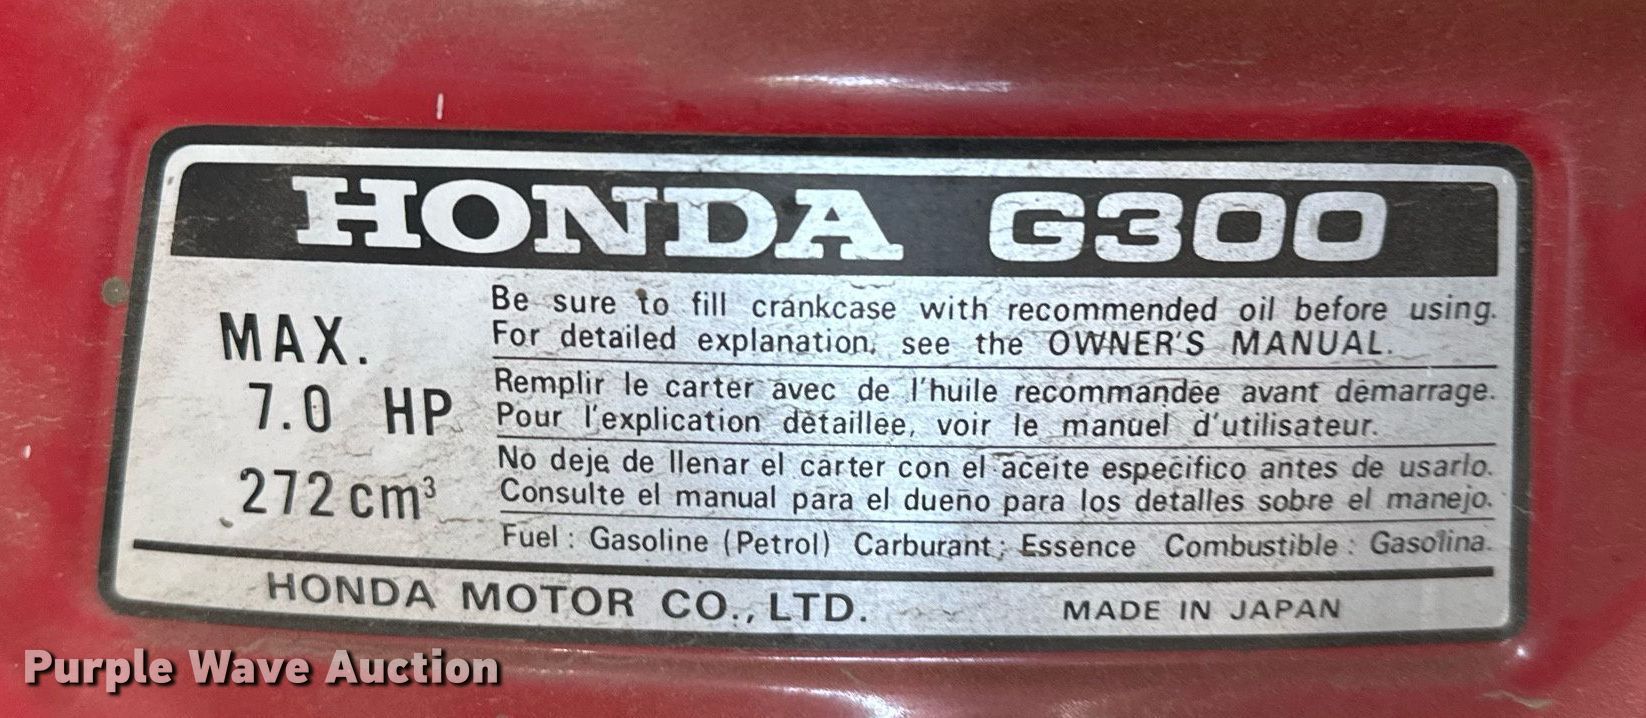 HONDA G300
MAX.
7.0 HP
272 cm³
Be sure to fill crankcase with recommended oil before using.
For detailed explanation, see the OWNER'S MANUAL.
Remplir le carter avec de l'huile recommandée avant démarrage.
Pour l'explication détaillée, voir le manuel d'utilisateur.
No deje de llenar el carter con el aceite especifico antes de usarlo.
Consulte el manual para el dueño para los detalles sobre el manejo.
Fuel : Gasoline (Petrol) Carburant : Essence Combustible : Gasolina.
HONDA MOTOR CO., LTD. MADE IN JAPAN
Purple Wave Auction